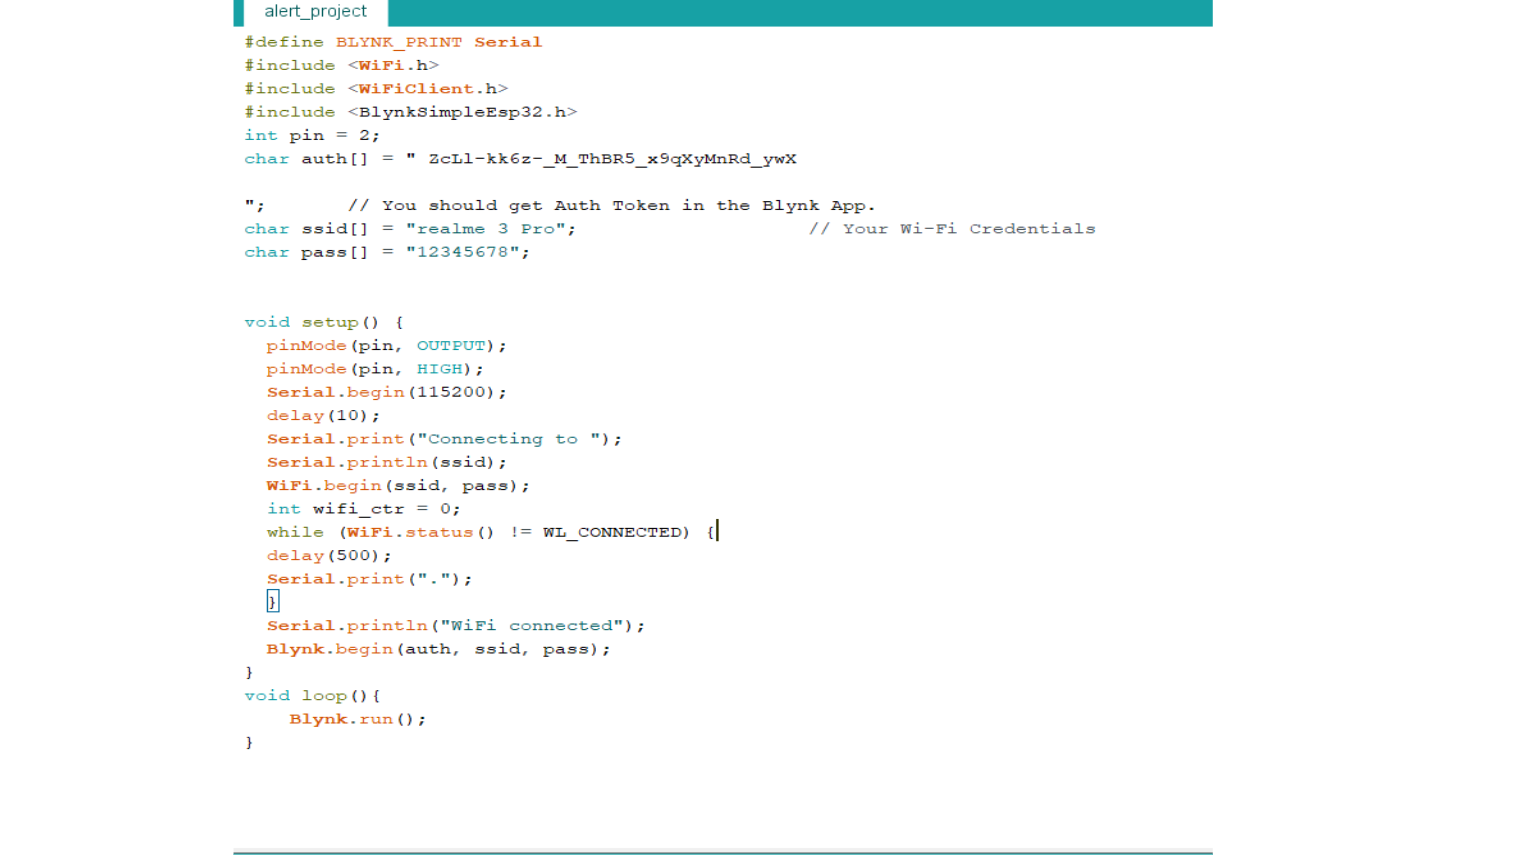 alert_project
#define BLYNK_PRINT Serial
#include <WiFi.h>
#include <WiFiClient.h>
#include <BlynkSimpleEsp32.h>
int pin = 2;
char auth[] = " ZcLl-kk6z-_M_ThBR5_x9qXyMnRd_ywX
";       // You should get Auth Token in the Blynk App.
char ssid[] = "realme 3 Pro";                    // Your Wi-Fi Credentials
char pass[] = "12345678";
void setup() {
  pinMode(pin, OUTPUT);
  pinMode(pin, HIGH);
  Serial.begin(115200);
  delay(10);
  Serial.print("Connecting to ");
  Serial.println(ssid);
  WiFi.begin(ssid, pass);
  int wifi_ctr = 0;
  while (WiFi.status() != WL_CONNECTED) {
  delay(500);
  Serial.print(".");
  }
  Serial.println("WiFi connected");
  Blynk.begin(auth, ssid, pass);
}
void loop(){
    Blynk.run();
}